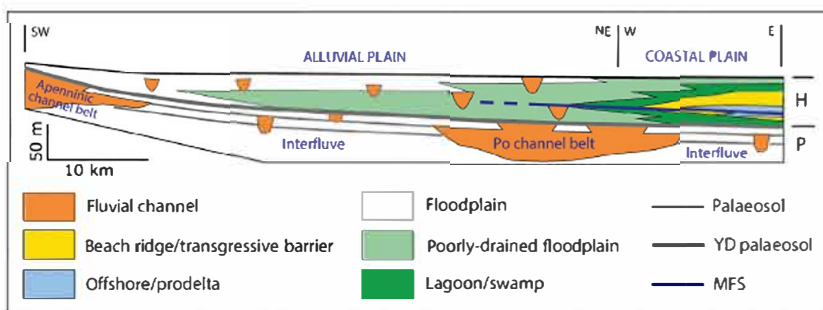 SW
NE
W
E
ALLUVIAL PLAIN
COASTAL PLAIN
Apenninic
channel belt
H
P
50 m
10 km
Interfluve
Po channel belt
Interfluve
Fluvial channel
Floodplain
Palaeosol
Beach ridge/transgressive barrier
Poorly-drained floodplain
YD palaeosol
Offshore/prodelta
Lagoon/swamp
MFS